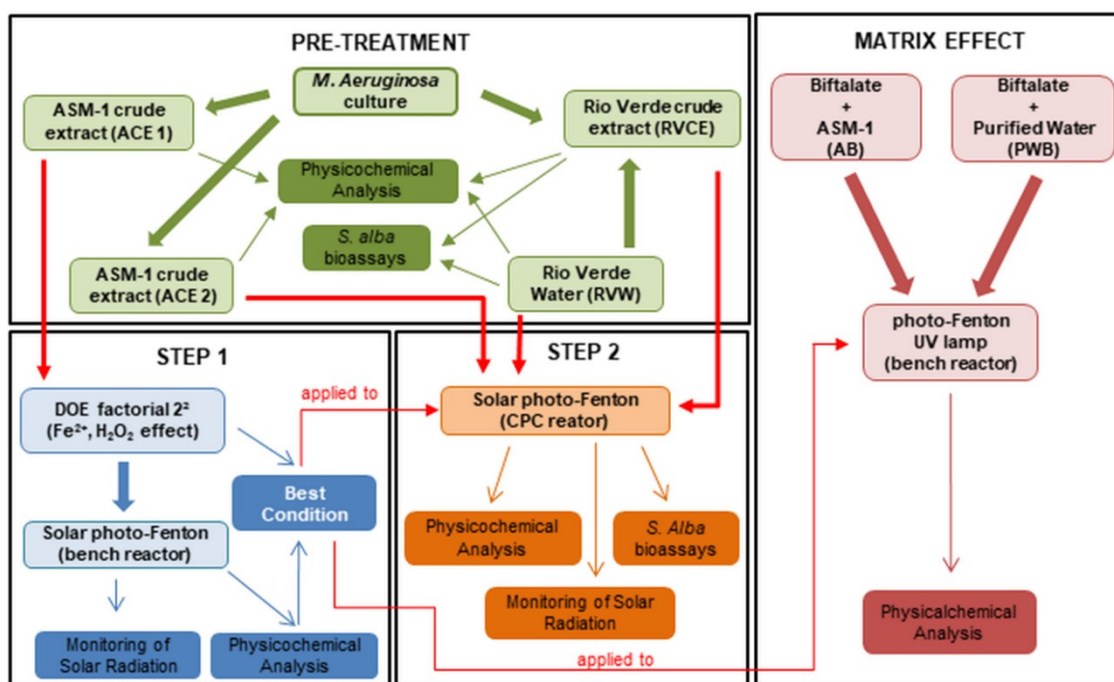 PRE-TREATMENT
M. Aeruginosa
culture
ASM-1 crude
extract (ACE 1)
Rio Verde crude
extract (RVCE)
Physicochemical
Analysis
S. alba
bioassays
ASM-1 crude
extract (ACE 2)
Rio Verde
Water (RVW)
STEP 1
DOE factorial 2²
(Fe²⁺, H₂O₂ effect)
applied to
Best
Condition
Solar photo-Fenton
(bench reactor)
Monitoring of
Solar Radiation
Physicochemical
Analysis
STEP 2
Solar photo-Fenton
(CPC reator)
Physicochemical
Analysis
S. Alba
bioassays
Monitoring of Solar
Radiation
applied to
MATRIX EFFECT
Biftalate
+
ASM-1
(AB)
Biftalate
+
Purified Water
(PWB)
photo-Fenton
UV lamp
(bench reactor)
Physicalchemical
Analysis